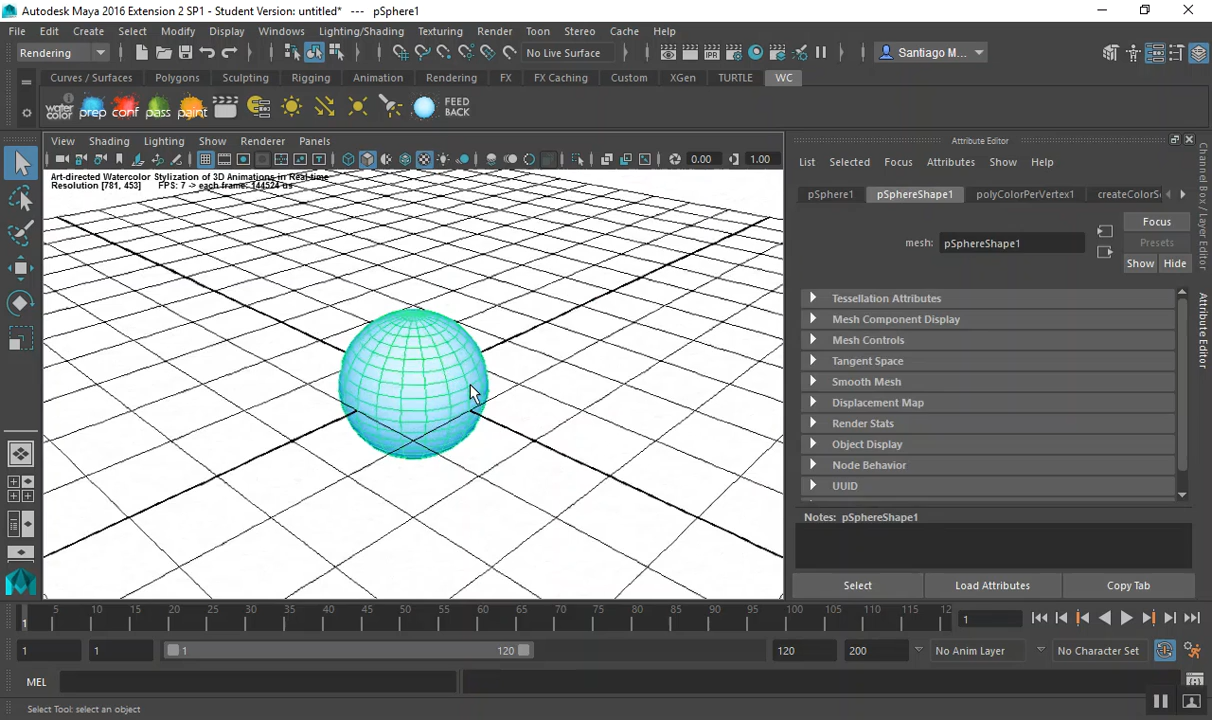 Autodesk Maya 2016 Extension 2 SP1 - Student Version: untitled* --- pSphere1
File Edit Create Select Modify Display Windows Lighting/Shading Texturing Render Toon Stereo Cache Help
Rendering No Live Surface Santiago M...
Curves / Surfaces Polygons Sculpting Rigging Animation Rendering FX FX Caching Custom XGen TURTLE WC
water color prep conf pass paint FEED BACK
View Shading Lighting Show Renderer Panels
0.00 1.00
Art-directed Watercolor Stylization of 3D Animations in Real-time
Resolution [781, 453] FPS: 7 -> each frame: 144524 us
Attribute Editor
List Selected Focus Attributes Show Help
pSphere1 pSphereShape1 polyColorPerVertex1 createColorS
Focus
mesh: pSphereShape1
Presets
Show Hide
Tessellation Attributes
Mesh Component Display
Mesh Controls
Tangent Space
Smooth Mesh
Displacement Map
Render Stats
Object Display
Node Behavior
UUID
Notes: pSphereShape1
Select Load Attributes Copy Tab
Channel Box / Layer Editor
Attribute Editor
5 10 15 20 25 30 35 40 45 50 55 60 65 70 75 80 85 90 95 100 105 110 115 12
1 1
1 1 1 120 120 200 No Anim Layer No Character Set
MEL
Select Tool: select an object